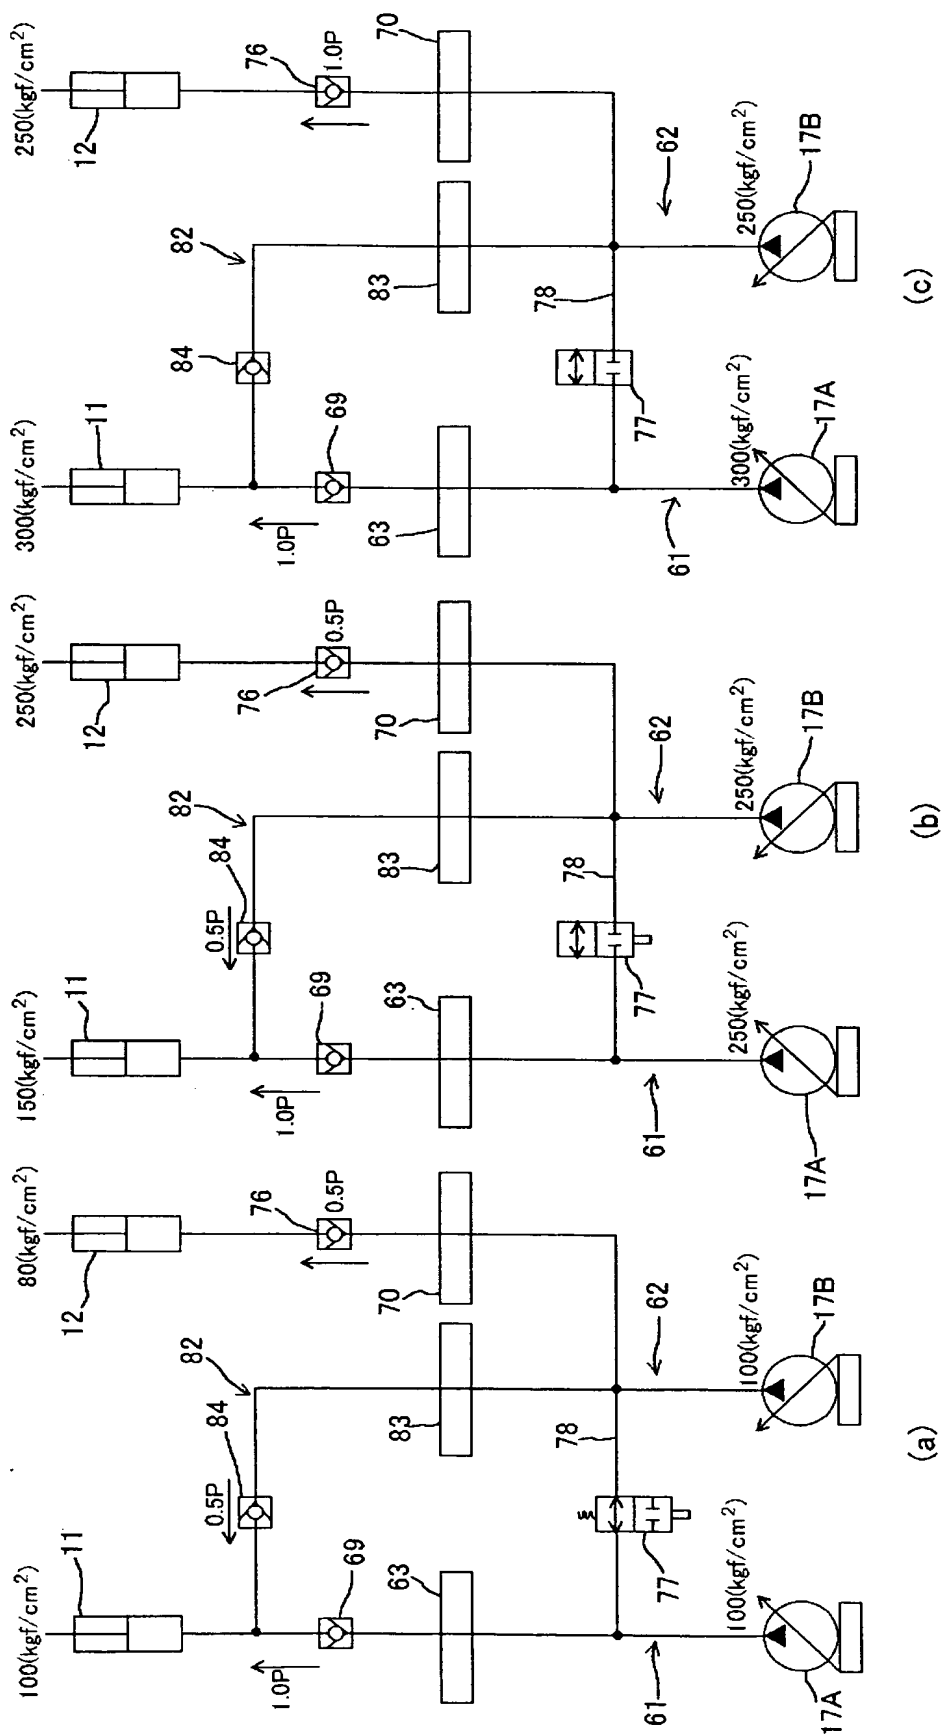 100(kgf/cm²)
80(kgf/cm²)
11
12
82
84
0.5P
76
0.5P
69
1.0P
63
83
70
78
77
62
61
100(kgf/cm²)
100(kgf/cm²)
17A
17B
(a)
150(kgf/cm²)
250(kgf/cm²)
11
12
82
84
0.5P
76
0.5P
69
1.0P
63
83
70
78
77
62
61
250(kgf/cm²)
250(kgf/cm²)
17A
17B
(b)
300(kgf/cm²)
250(kgf/cm²)
11
12
82
84
76
1.0P
69
1.0P
63
83
70
78
77
62
61
300(kgf/cm²)
250(kgf/cm²)
17A
17B
(c)